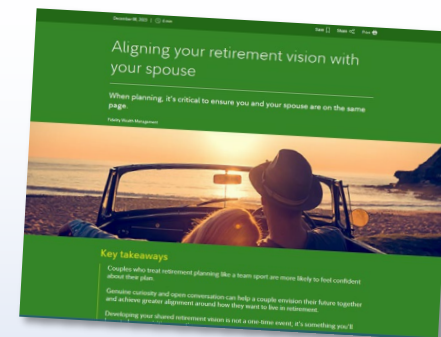 December 08, 2023 | 6 min
Save Share Print
Aligning your retirement vision with
your spouse
When planning, it's critical to ensure you and your spouse are on the same
page.
Fidelity Wealth Management
Key takeaways
Couples who treat retirement planning like a team sport are more likely to feel confident
about their plan
Genuine curiosity and open conversation can help a couple envision their future together
and achieve greater alignment around how they want to live in retirement.
Developing your shared retirement vision is not a one-time event, it's something you'll